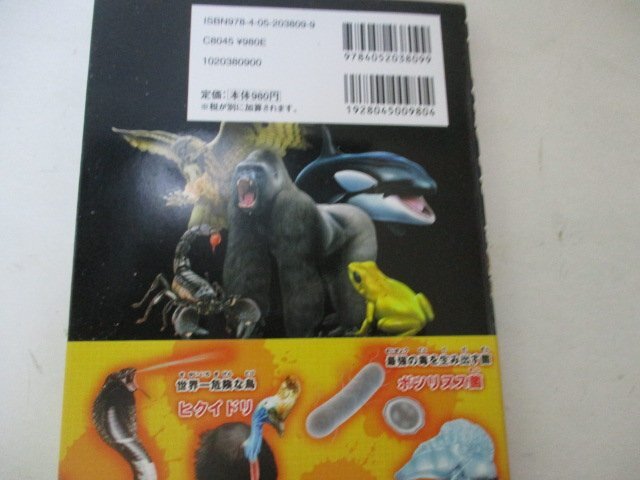 ISBN978-4-05-203809-9
C8045 ¥980E
1020380900
定価:本体980円
※税が別に加算されます。
9784052038099
1928045009804
世界一危険な鳥
ヒクイドリ
最強の毒を生み出す菌
ボツリヌス菌